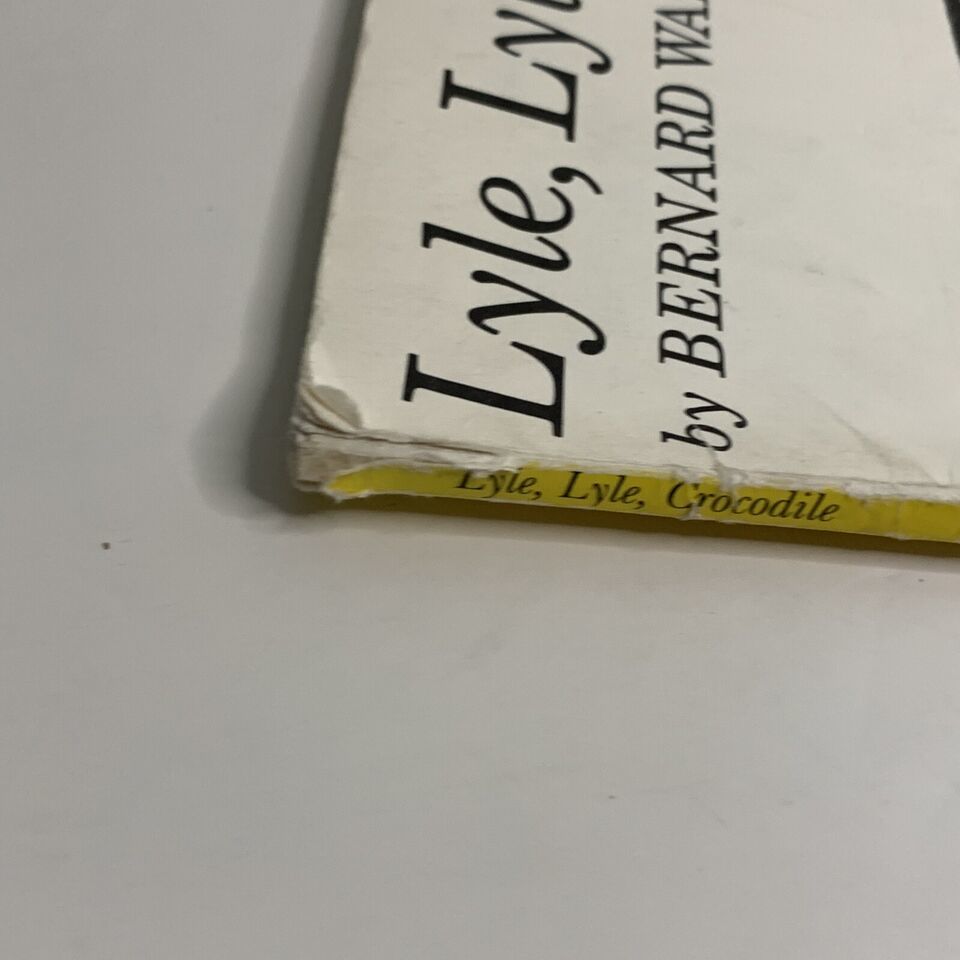 Lyle, Ly
by BERNARD WA
Lyle, Lyle, Crocodile